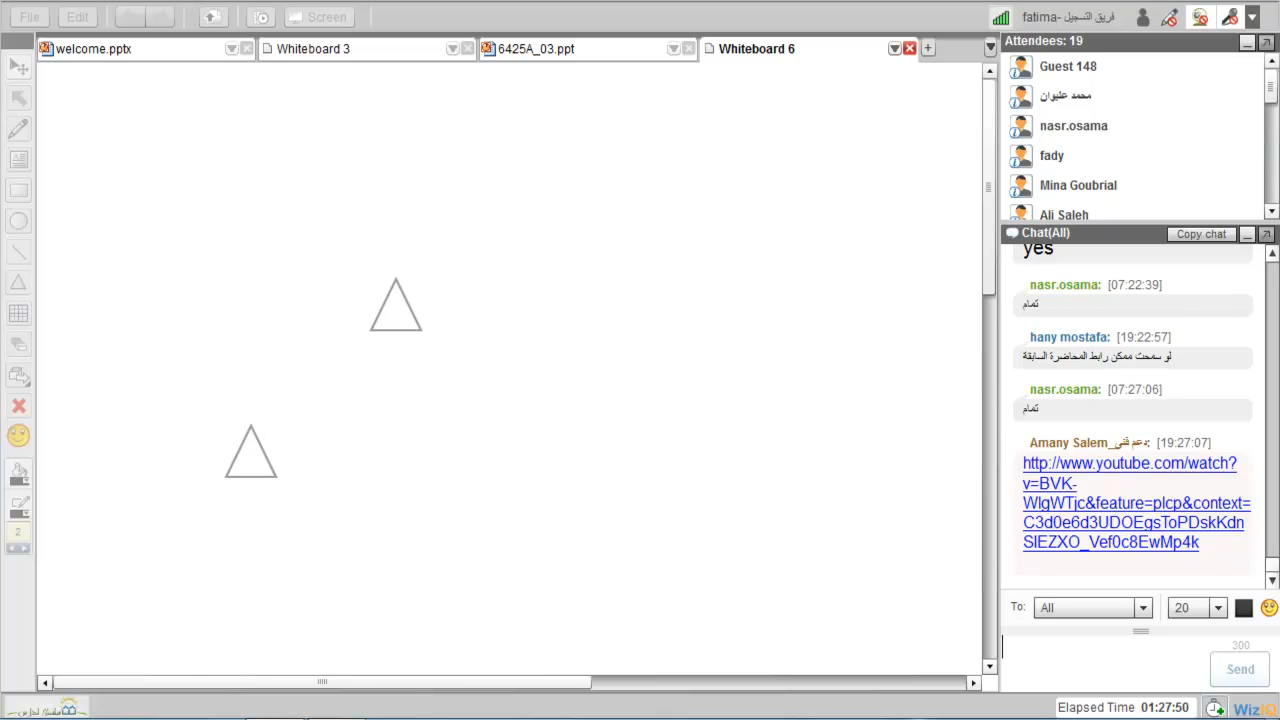 File
Edit
Screen
fatima- فريق التسجيل
welcome.pptx
Whiteboard 3
6425A_03.ppt
Whiteboard 6
Attendees: 19
Guest 148
محمد عليوان
nasr.osama
fady
Mina Goubrial
Ali Saleh
Chat(All)
Copy chat
yes
nasr.osama: [07:22:39]
تمام
hany mostafa: [19:22:57]
لو سمحت ممكن رابط المحاضرة السابقة
nasr.osama: [07:27:06]
تمام
Amany Salem_دعم فنى: [19:27:07]
http://www.youtube.com/watch?
v=BVK-
WlgWTjc&feature=plcp&context=
C3d0e6d3UDOEgsToPDskKdn
SlEZXO_Vef0c8EwMp4k
To:
All
20
300
Send
2
Elapsed Time 01:27:50
WizIQ